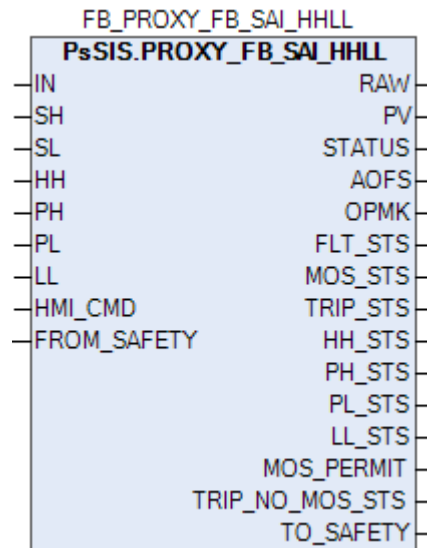 FB_PROXY_FB_SAI_HHLL
PsSIS.PROXY_FB_SAI_HHLL
IN RAW
SH PV
SL STATUS
HH AOFS
PH OPMK
PL FLT_STS
LL MOS_STS
HMI_CMD TRIP_STS
FROM_SAFETY HH_STS
PH_STS
PL_STS
LL_STS
MOS_PERMIT
TRIP_NO_MOS_STS
TO_SAFETY